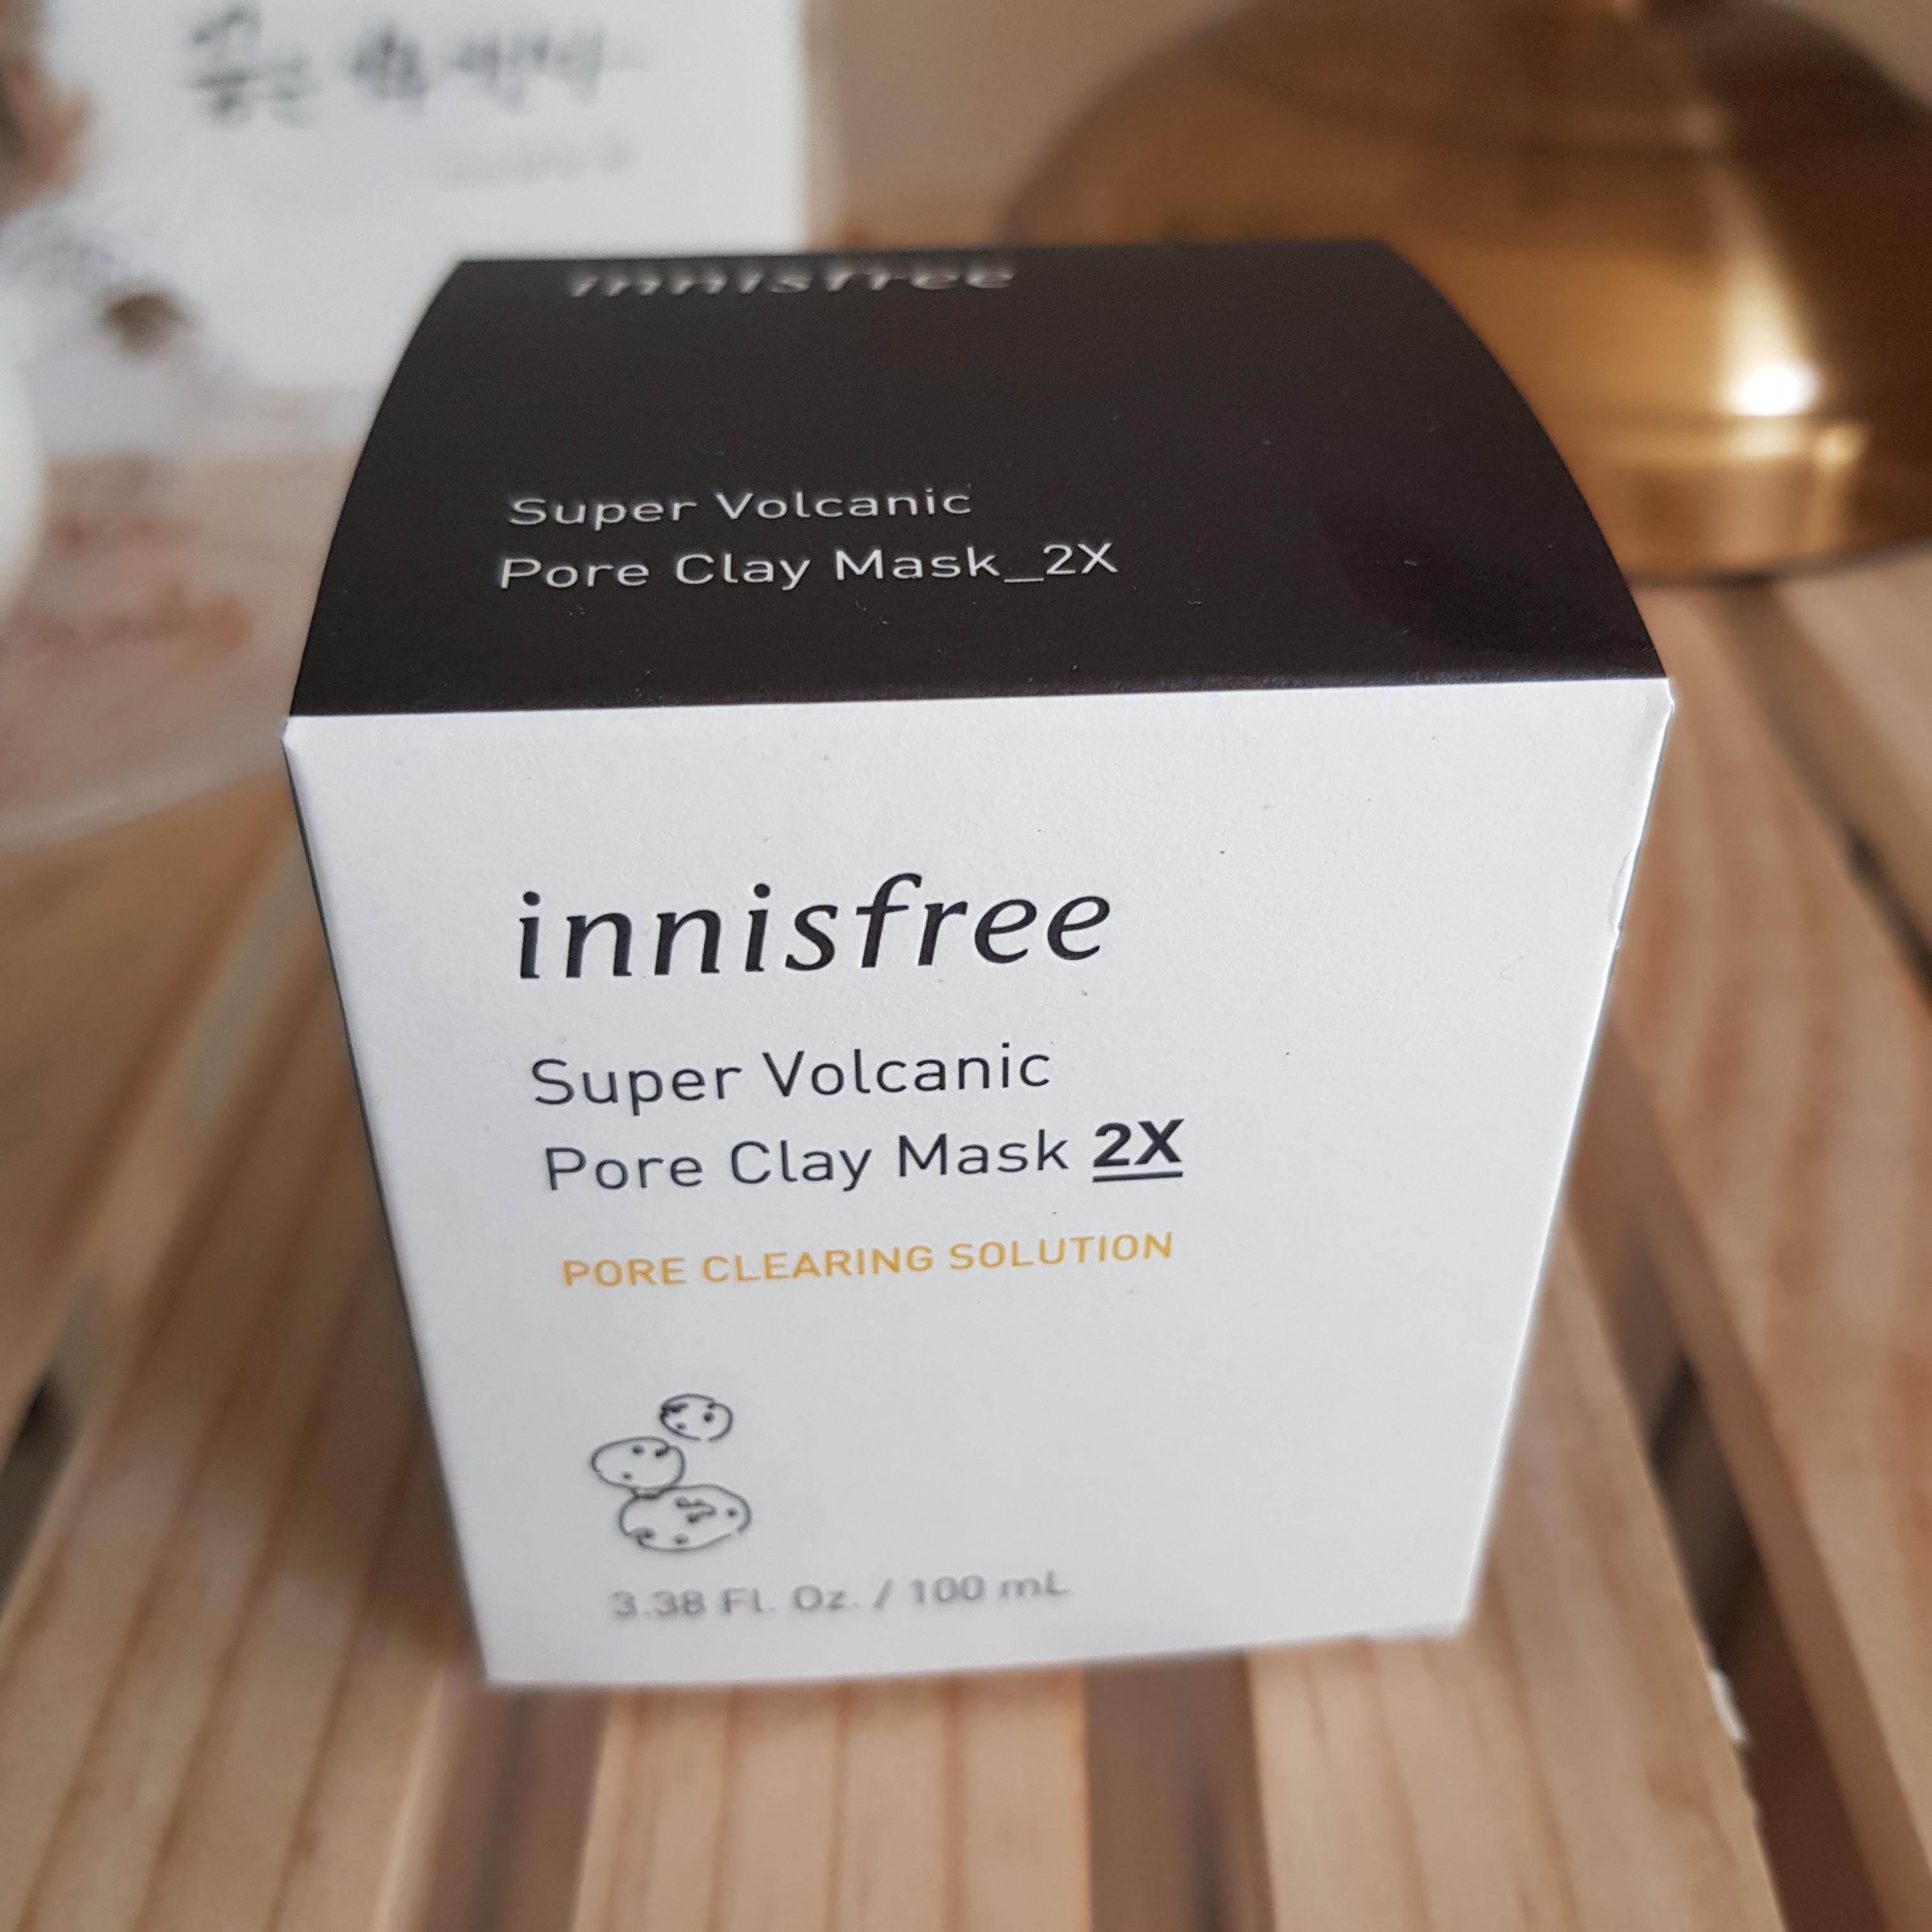 innisfree
Super Volcanic
Pore Clay Mask_2X
innisfree
Super Volcanic
Pore Clay Mask 2X
PORE CLEARING SOLUTION
3.38 Fl. Oz. / 100 mL